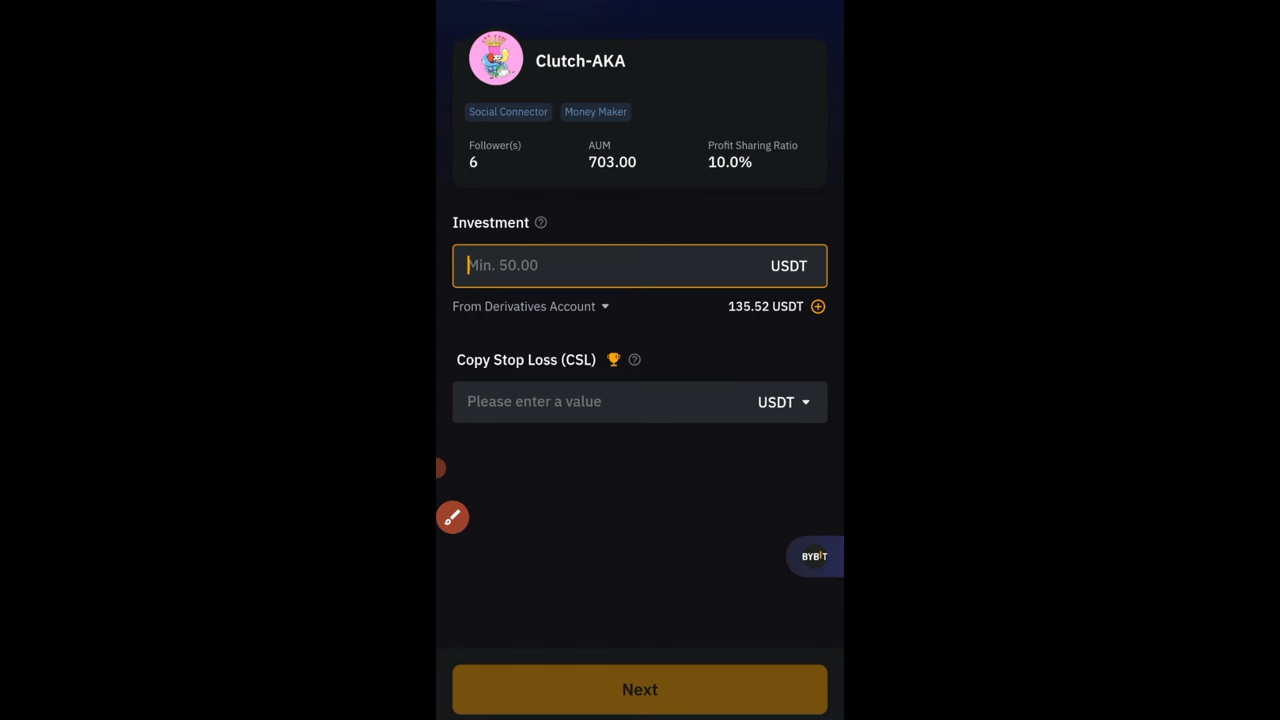 Clutch-AKA
Social Connector Money Maker
Follower(s) AUM Profit Sharing Ratio
6 703.00 10.0%
Investment
Min. 50.00 USDT
From Derivatives Account 135.52 USDT
Copy Stop Loss (CSL)
Please enter a value USDT
BYBIT
Next